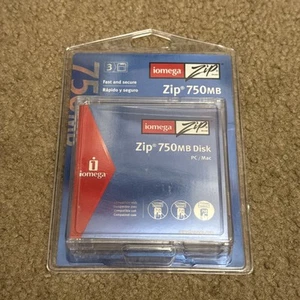 3
Fast and secure
Rápido y seguro
iomega
Zip
Zip® 750MB
750MB
iomega
Zip
Zip® 750MB Disk
PC / Mac
iomega